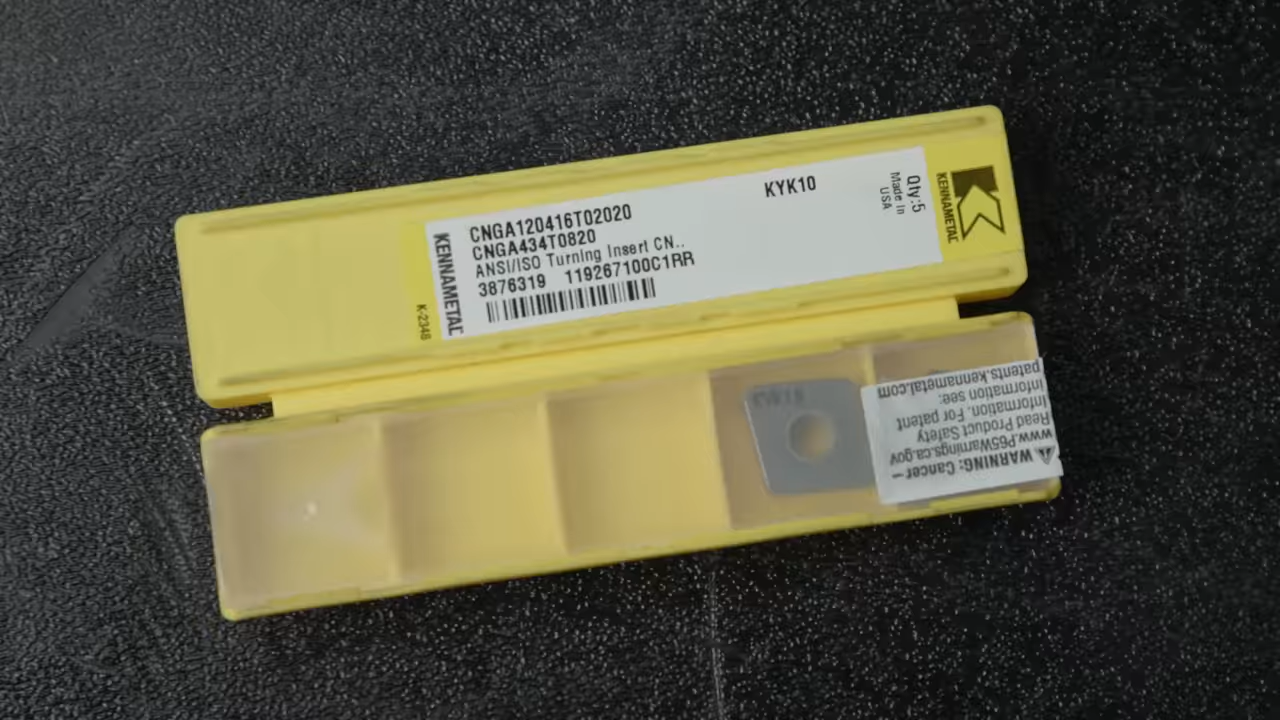 CNGA120416T02020
CNGA434T0820
ANSI/ISO Turning Insert CN..
3876319 119267100C1RR
KYK10
Qty:5
Made in
USA
KENNAMETAL
KENNAMETAL
K-2348
WARNING: Cancer –
www.P65Warnings.ca.gov
Read Product Safety
Information. For patent
information see:
patents.kennametal.com